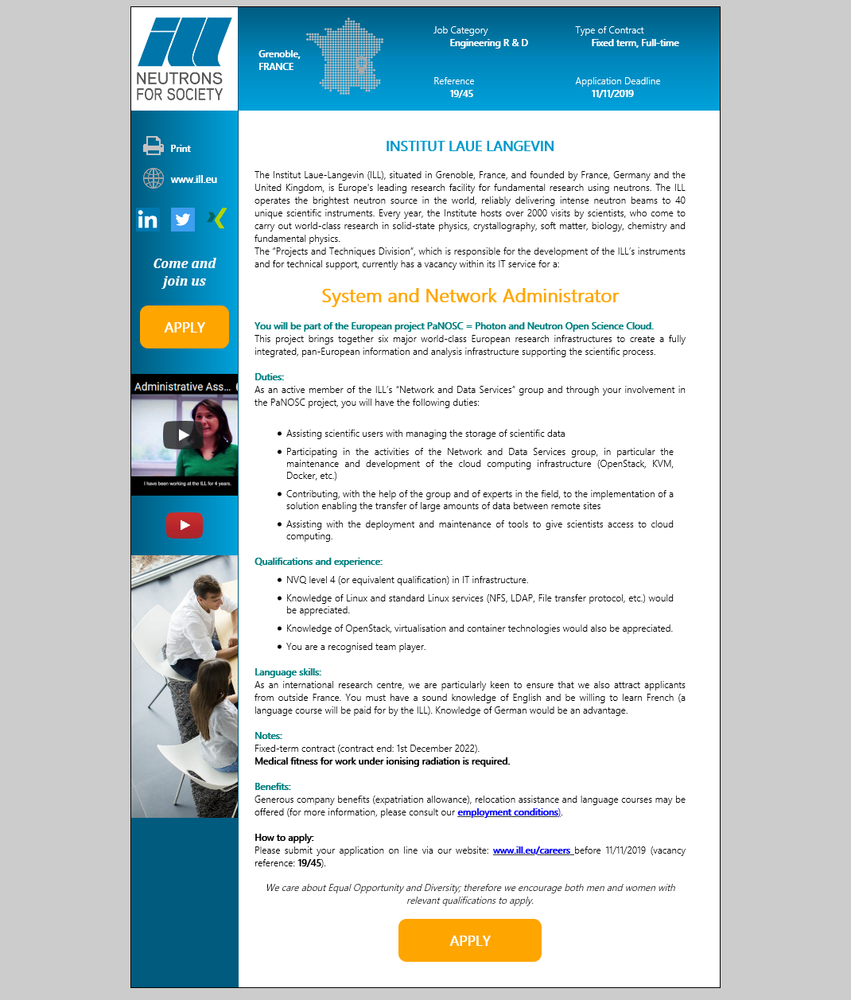 ill
NEUTRONS
FOR SOCIETY
Grenoble,
FRANCE
Job Category
Engineering R & D
Type of Contract
Fixed term, Full-time
Reference
19/45
Application Deadline
11/11/2019
Print
www.ill.eu
in
Come and
join us
APPLY
Administrative Ass...
I have been working at the ILL for 4 years.
INSTITUT LAUE LANGEVIN
The Institut Laue-Langevin (ILL), situated in Grenoble, France, and founded by France, Germany and the
United Kingdom, is Europe's leading research facility for fundamental research using neutrons. The ILL
operates the brightest neutron source in the world, reliably delivering intense neutron beams to 40
unique scientific instruments. Every year, the Institute hosts over 2000 visits by scientists, who come to
carry out world-class research in solid-state physics, crystallography, soft matter, biology, chemistry and
fundamental physics.
The “Projects and Techniques Division”, which is responsible for the development of the ILL’s instruments
and for technical support, currently has a vacancy within its IT service for a:
System and Network Administrator
You will be part of the European project PaNOSC = Photon and Neutron Open Science Cloud.
This project brings together six major world-class European research infrastructures to create a fully
integrated, pan-European information and analysis infrastructure supporting the scientific process.
Duties:
As an active member of the ILL’s “Network and Data Services” group and through your involvement in
the PaNOSC project, you will have the following duties:
• Assisting scientific users with managing the storage of scientific data
• Participating in the activities of the Network and Data Services group, in particular the
maintenance and development of the cloud computing infrastructure (OpenStack, KVM,
Docker, etc.)
• Contributing, with the help of the group and of experts in the field, to the implementation of a
solution enabling the transfer of large amounts of data between remote sites
• Assisting with the deployment and maintenance of tools to give scientists access to cloud
computing.
Qualifications and experience:
• NVQ level 4 (or equivalent qualification) in IT infrastructure.
• Knowledge of Linux and standard Linux services (NFS, LDAP, File transfer protocol, etc.) would
be appreciated.
• Knowledge of OpenStack, virtualisation and container technologies would also be appreciated.
• You are a recognised team player.
Language skills:
As an international research centre, we are particularly keen to ensure that we also attract applicants
from outside France. You must have a sound knowledge of English and be willing to learn French (a
language course will be paid for by the ILL). Knowledge of German would be an advantage.
Notes:
Fixed-term contract (contract end: 1st December 2022).
Medical fitness for work under ionising radiation is required.
Benefits:
Generous company benefits (expatriation allowance), relocation assistance and language courses may be
offered (for more information, please consult our employment conditions).
How to apply:
Please submit your application on line via our website: www.ill.eu/careers before 11/11/2019 (vacancy
reference: 19/45).
We care about Equal Opportunity and Diversity; therefore we encourage both men and women with
relevant qualifications to apply.
APPLY